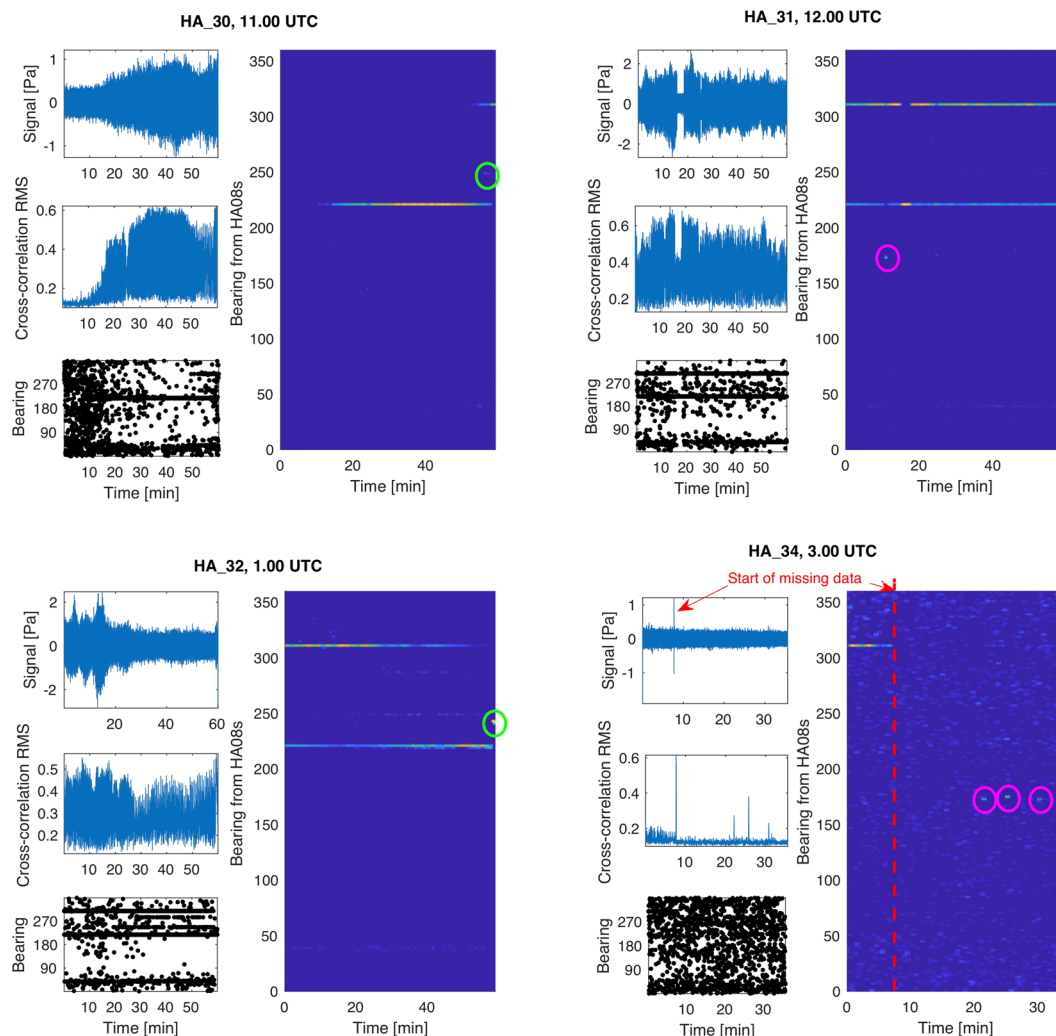 HA_30, 11.00 UTC
Signal [Pa]
1
0
-1
10 20 30 40 50
Cross-correlation RMS
0.6
0.4
0.2
10 20 30 40 50
Bearing
270
180
90
10 20 30 40 50
Time [min]
Bearing from HA08s
350
300
250
200
150
100
50
0
0 20 40
Time [min]
HA_31, 12.00 UTC
Signal [Pa]
2
0
-2
10 20 30 40 50
Cross-correlation RMS
0.6
0.4
0.2
10 20 30 40 50
Bearing
270
180
90
10 20 30 40 50
Time [min]
Bearing from HA08s
350
300
250
200
150
100
50
0
0 20 40
Time [min]
HA_32, 1.00 UTC
Signal [Pa]
2
0
-2
20 40 60
Cross-correlation RMS
0.5
0.4
0.3
0.2
10 20 30 40 50
Bearing
270
180
90
10 20 30 40 50
Time [min]
Bearing from HA08s
350
300
250
200
150
100
50
0
0 20 40
Time [min]
HA_34, 3.00 UTC
Start of missing data
Signal [Pa]
1
0
-1
10 20 30
Cross-correlation RMS
0.6
0.4
0.2
10 20 30
Bearing
270
180
90
10 20 30
Time [min]
Bearing from HA08s
350
300
250
200
150
100
50
0
0 10 20 30
Time [min]